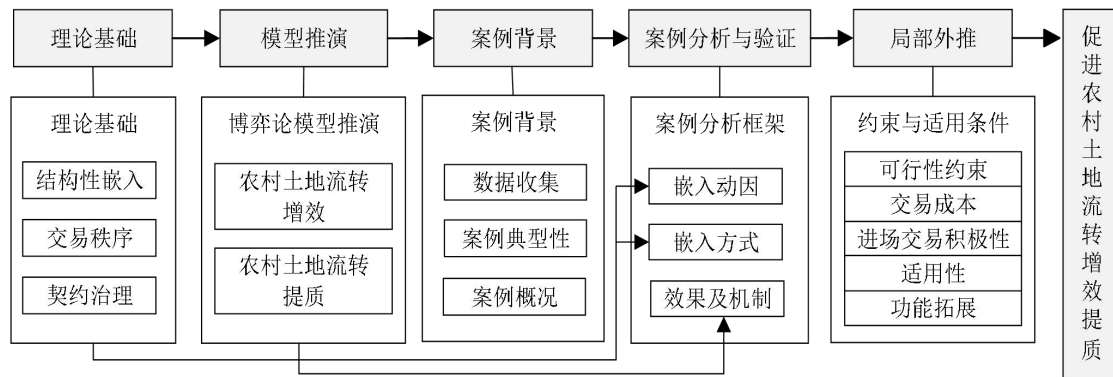 理论基础
模型推演
案例背景
案例分析与验证
局部外推
促进农村土地流转增效提质
理论基础
结构性嵌入
交易秩序
契约治理
博弈论模型推演
农村土地流转
增效
农村土地流转
提质
案例背景
数据收集
案例典型性
案例概况
案例分析框架
嵌入动因
嵌入方式
效果及机制
约束与适用条件
可行性约束
交易成本
进场交易积极性
适用性
功能拓展